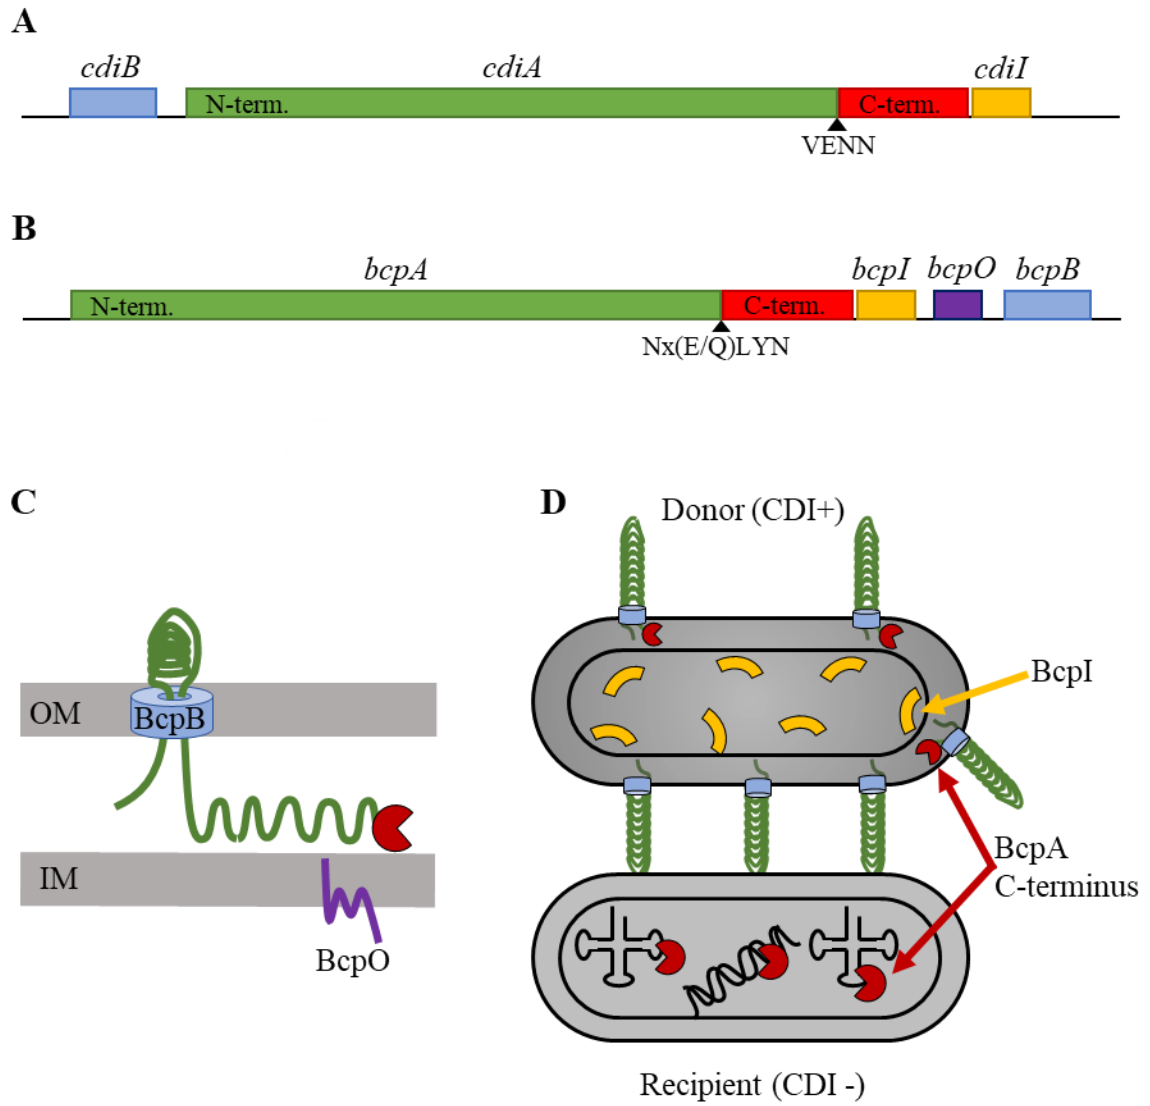 A
cdiB
cdiA
cdiI
N-term.
C-term.
VENN
B
bcpA
bcpI
bcpO
bcpB
N-term.
C-term.
Nx(E/Q)LYN
C
OM
BcpB
IM
BcpO
D
Donor (CDI+)
BcpI
BcpA
C-terminus
Recipient (CDI -)